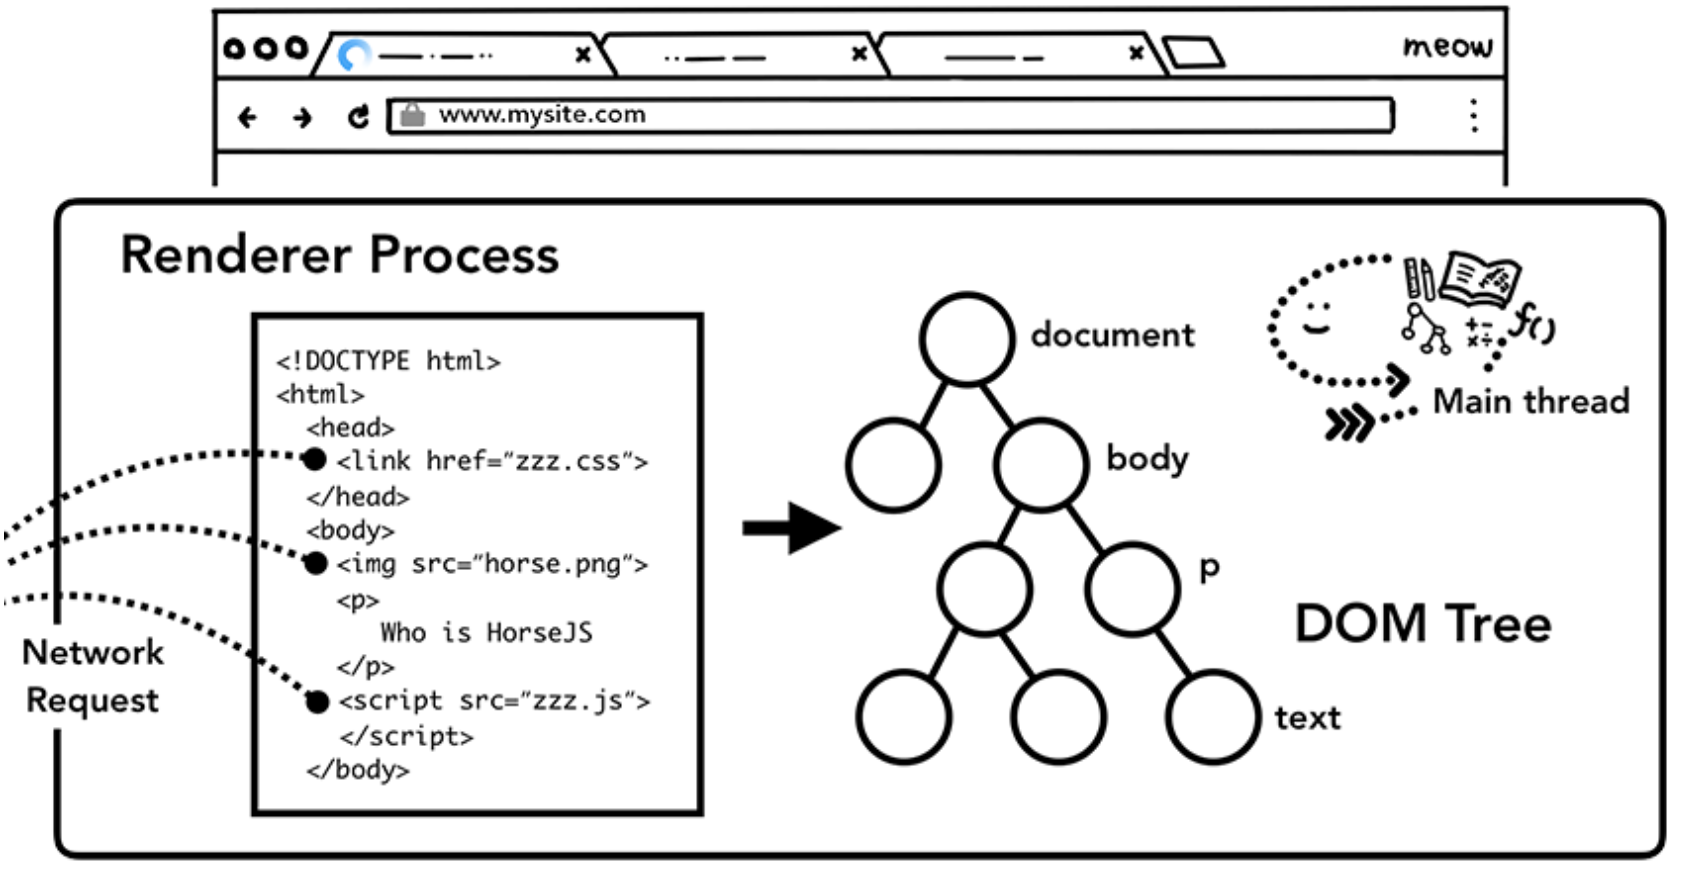 meow
www.mysite.com
Renderer Process
<!DOCTYPE html>
<html>
<head>
<link href="zzz.css">
</head>
<body>
<img src="horse.png">
<p>
Who is HorseJS
</p>
<script src="zzz.js">
</script>
</body>
Network
Request
document
body
p
text
DOM Tree
f()
Main thread